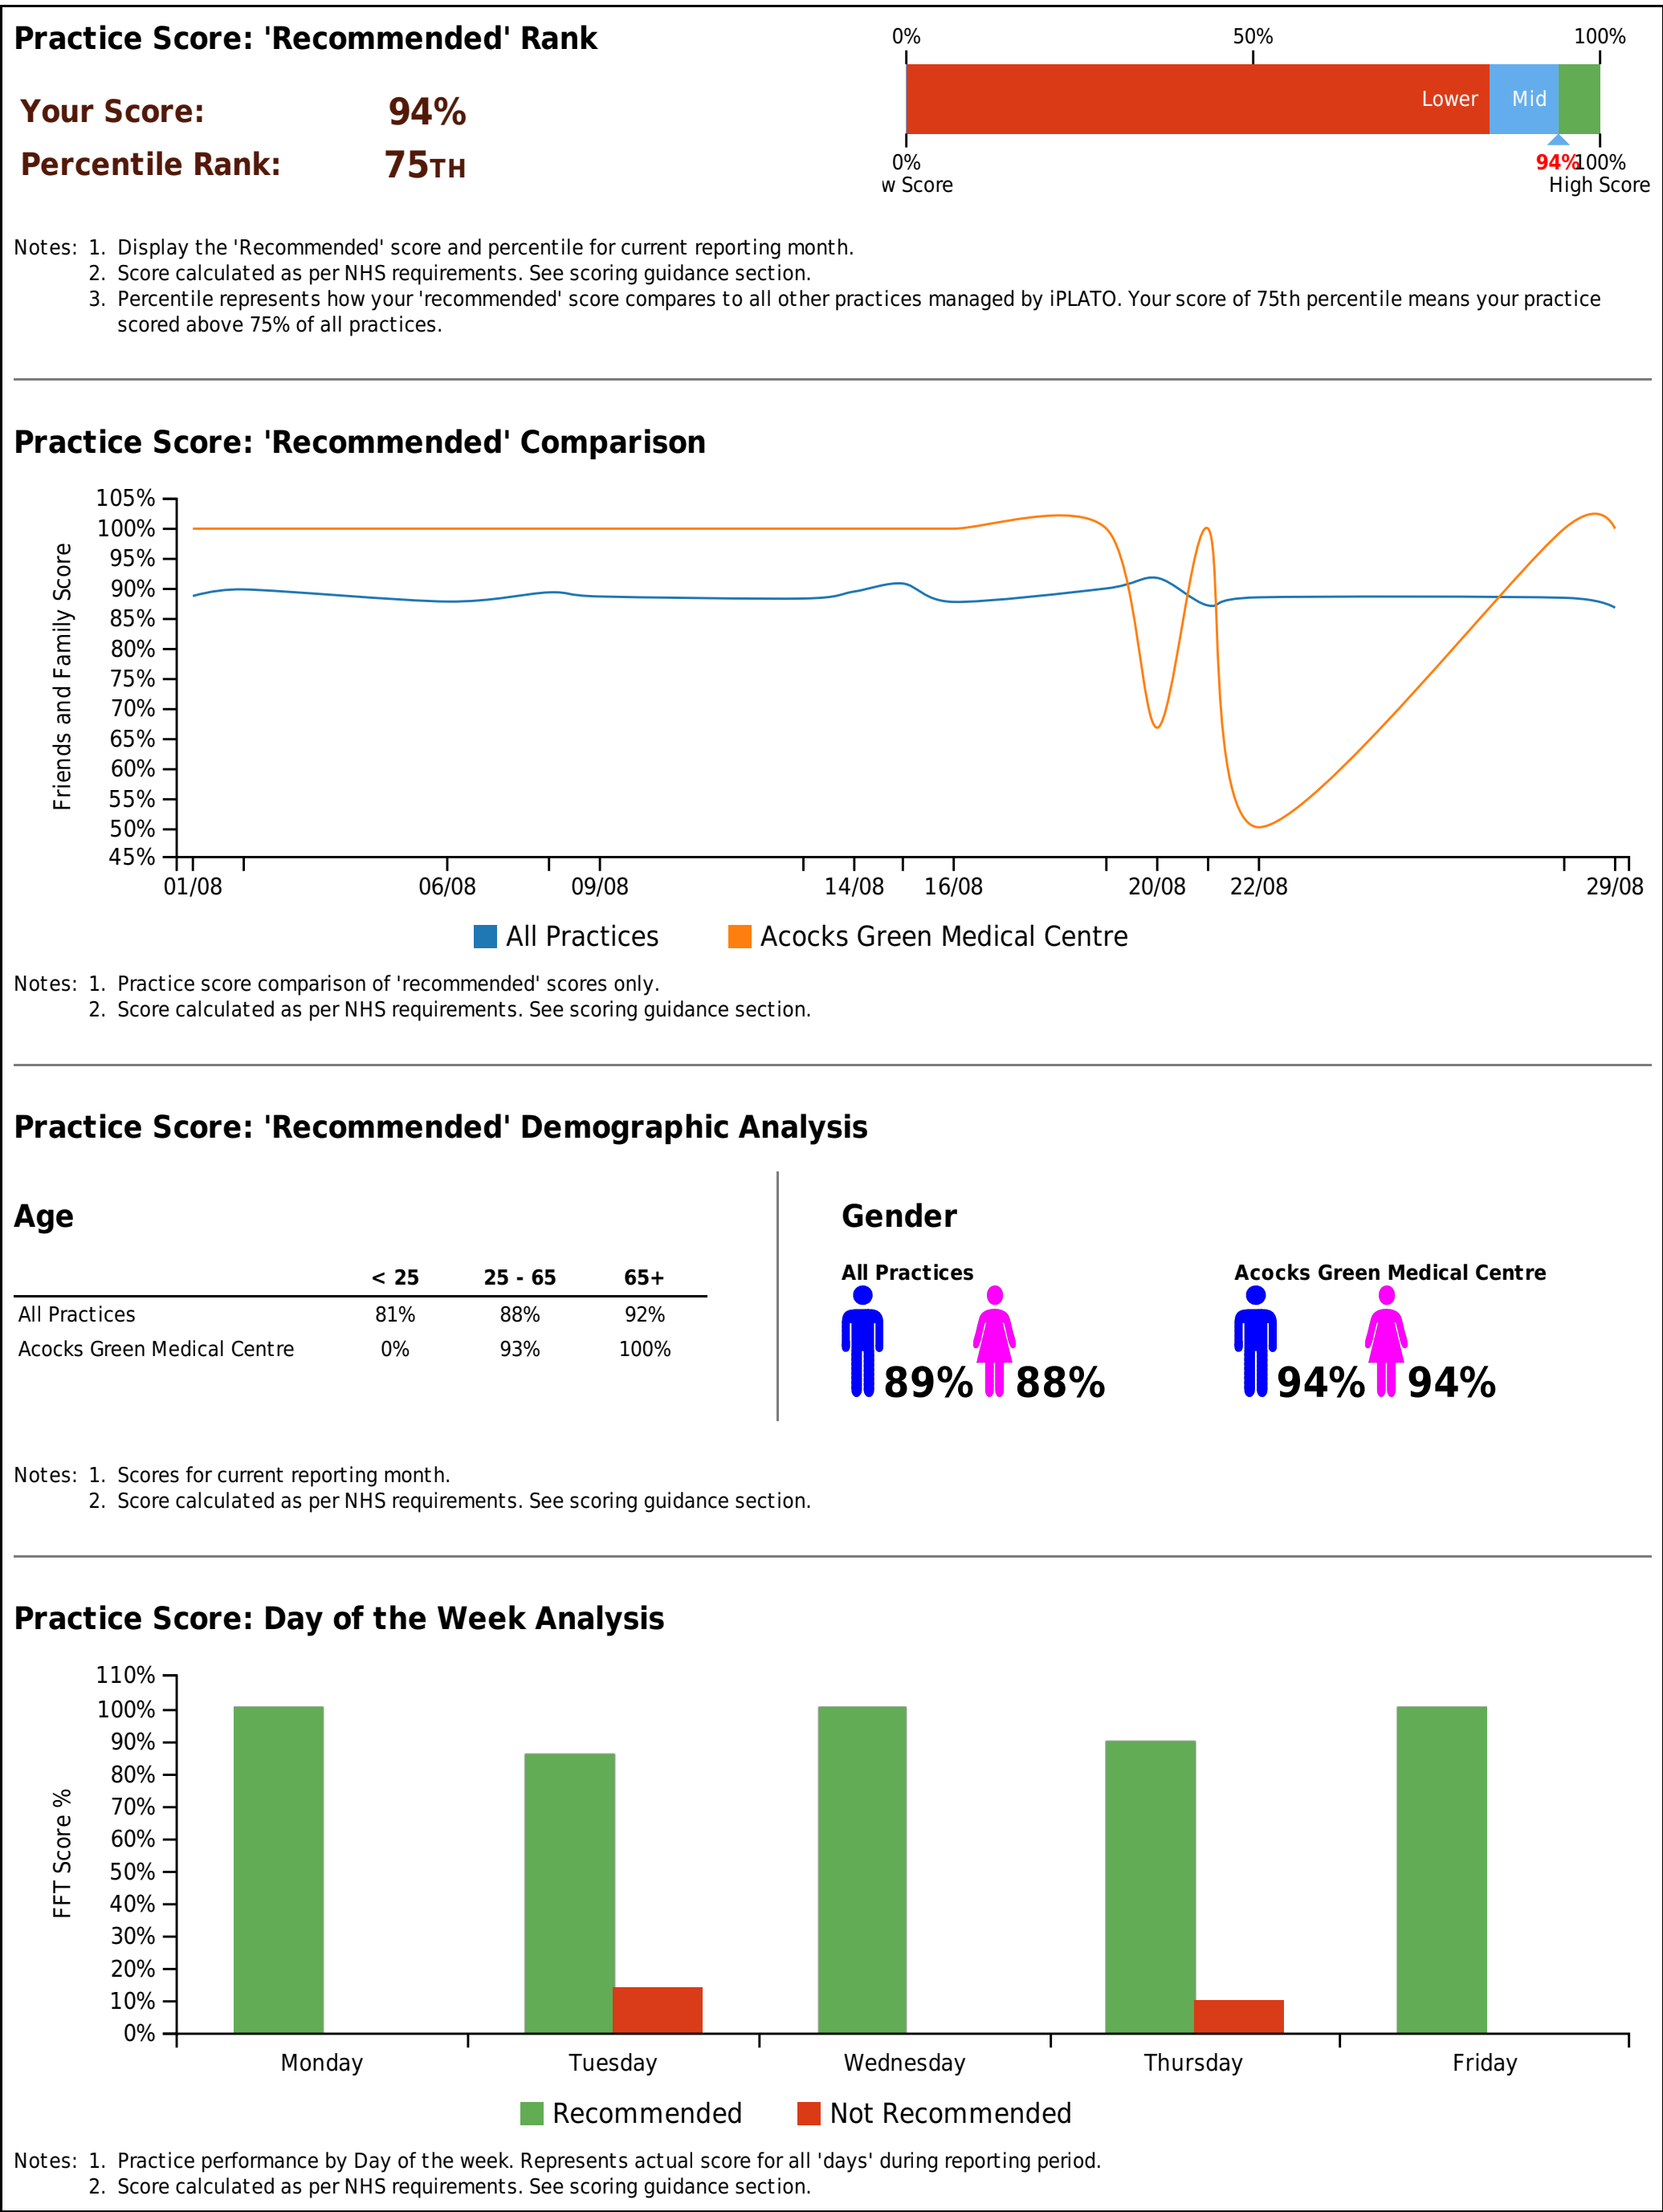 Practice Score: 'Recommended' Rank
Your Score: 94%
Percentile Rank: 75TH
0% 50% 100%
Lower Mid
0% 94% 100%
w Score High Score
Notes: 1. Display the 'Recommended' score and percentile for current reporting month.
2. Score calculated as per NHS requirements. See scoring guidance section.
3. Percentile represents how your 'recommended' score compares to all other practices managed by iPLATO. Your score of 75th percentile means your practice
scored above 75% of all practices.
Practice Score: 'Recommended' Comparison
Friends and Family Score
105%
100%
95%
90%
85%
80%
75%
70%
65%
60%
55%
50%
45%
01/08 06/08 09/08 14/08 16/08 20/08 22/08 29/08
All Practices Acocks Green Medical Centre
Notes: 1. Practice score comparison of 'recommended' scores only.
2. Score calculated as per NHS requirements. See scoring guidance section.
Practice Score: 'Recommended' Demographic Analysis
Age
< 25 25 - 65 65+
All Practices 81% 88% 92%
Acocks Green Medical Centre 0% 93% 100%
Gender
All Practices Acocks Green Medical Centre
89% 88% 94% 94%
Notes: 1. Scores for current reporting month.
2. Score calculated as per NHS requirements. See scoring guidance section.
Practice Score: Day of the Week Analysis
FFT Score %
110%
100%
90%
80%
70%
60%
50%
40%
30%
20%
10%
0%
Monday Tuesday Wednesday Thursday Friday
Recommended Not Recommended
Notes: 1. Practice performance by Day of the week. Represents actual score for all 'days' during reporting period.
2. Score calculated as per NHS requirements. See scoring guidance section.